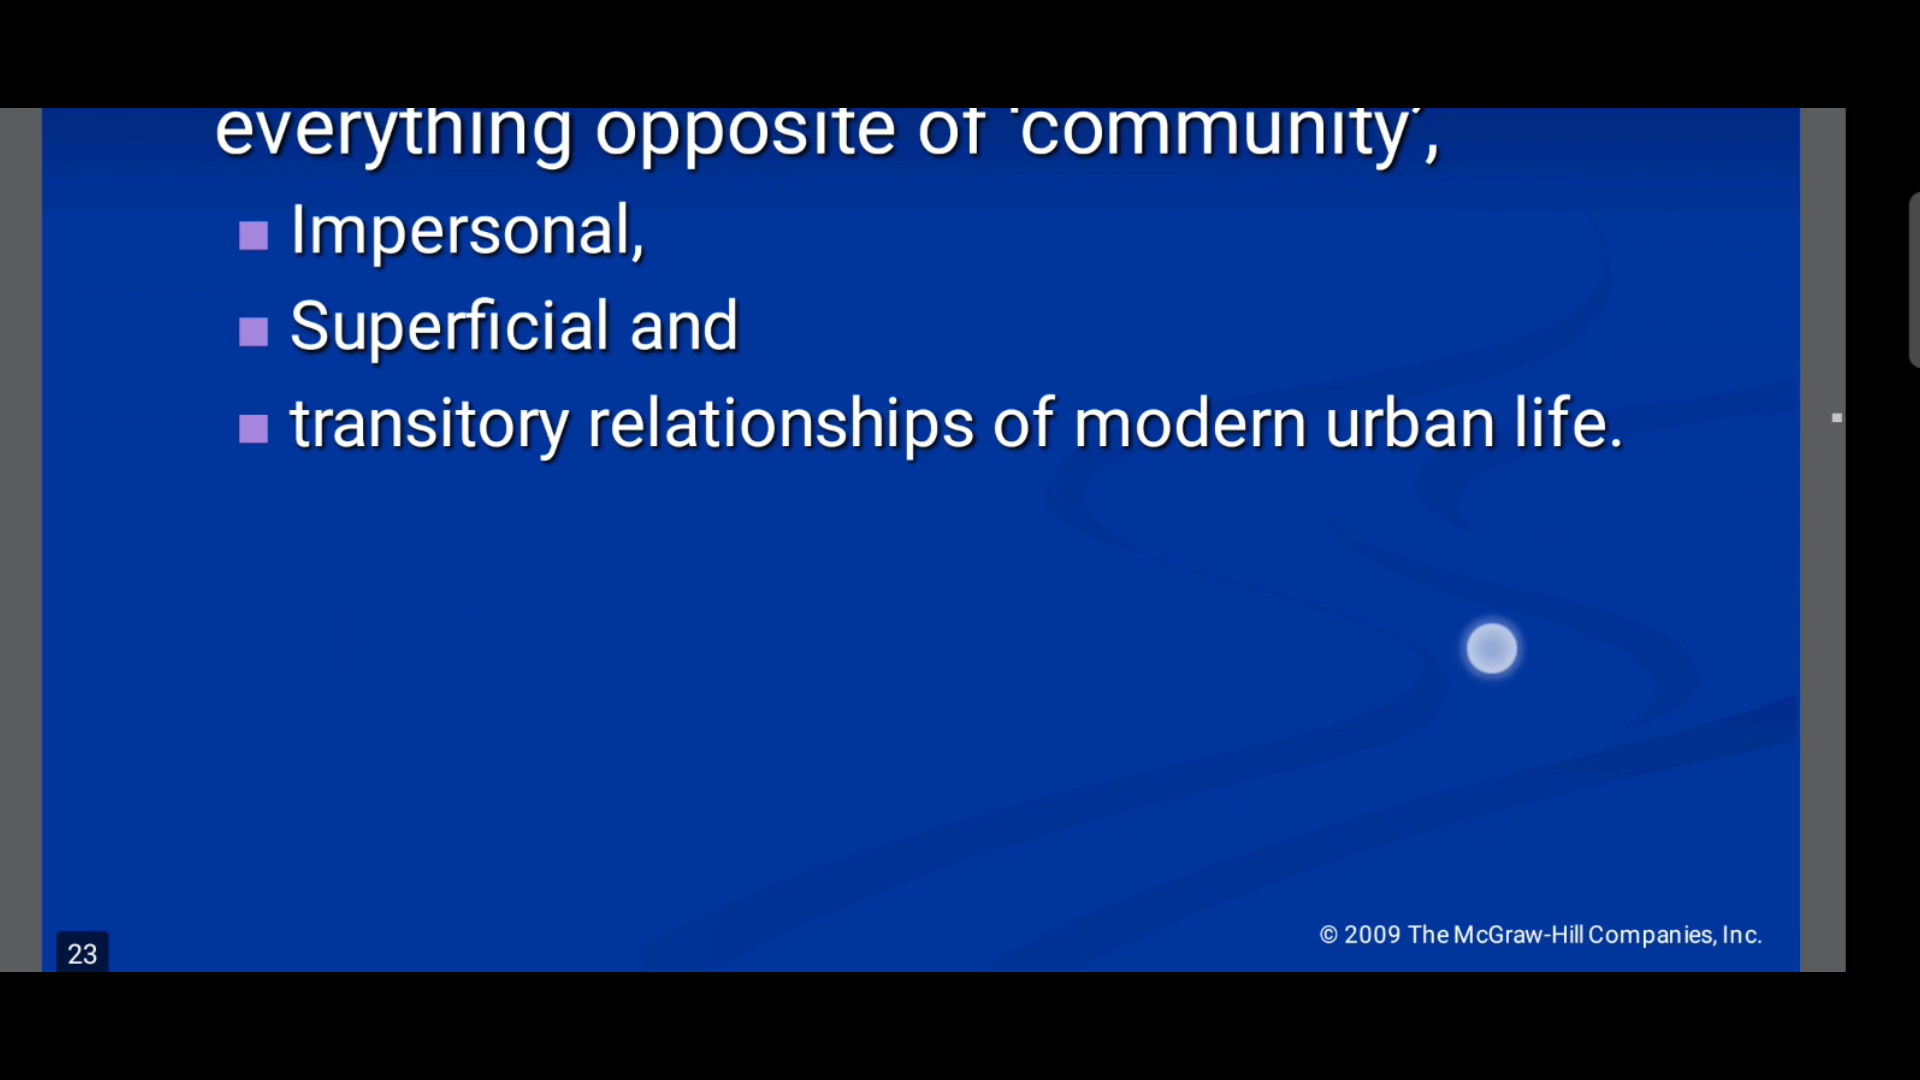 everything opposite of 'community',
Impersonal,
Superficial and
transitory relationships of modern urban life.
23
© 2009 The McGraw-Hill Companies, Inc.